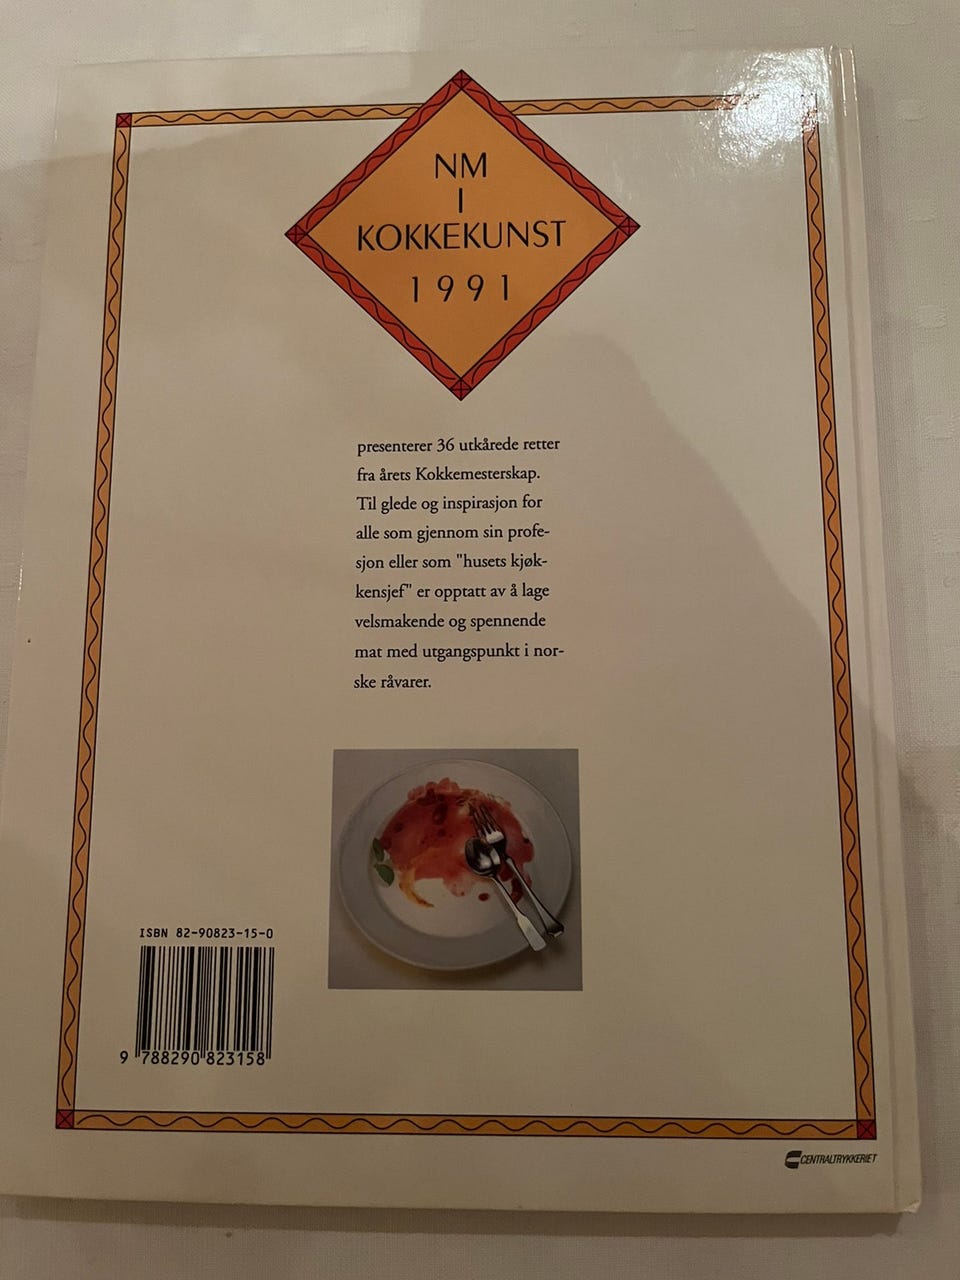 NM
I
KOKKEKUNST
1991
presenterer 36 utkårede retter
fra årets Kokkemesterskap.
Til glede og inspirasjon for
alle som gjennom sin profe-
sjon eller som "husets kjøk-
kensjef" er opptatt av å lage
velsmakende og spennende
mat med utgangspunkt i nor-
ske råvarer.
ISBN 82-90823-15-0
9 788290 823158
CENTRALTRYKKERIET